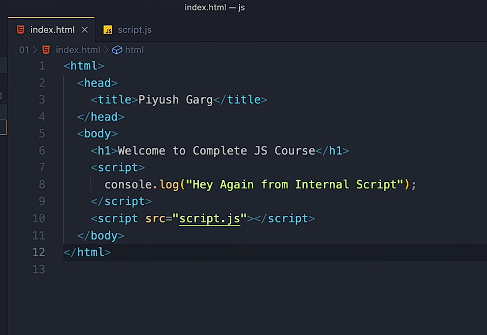 index.html — js
index.html × script.js
01 > index.html > html
1 <html>
2 <head>
3 <title>Piyush Garg</title>
4 </head>
5 <body>
6 <h1>Welcome to Complete JS Course</h1>
7 <script>
8 console.log("Hey Again from Internal Script");
9 </script>
10 <script src="script.js"></script>
11 </body>
12 </html>
13